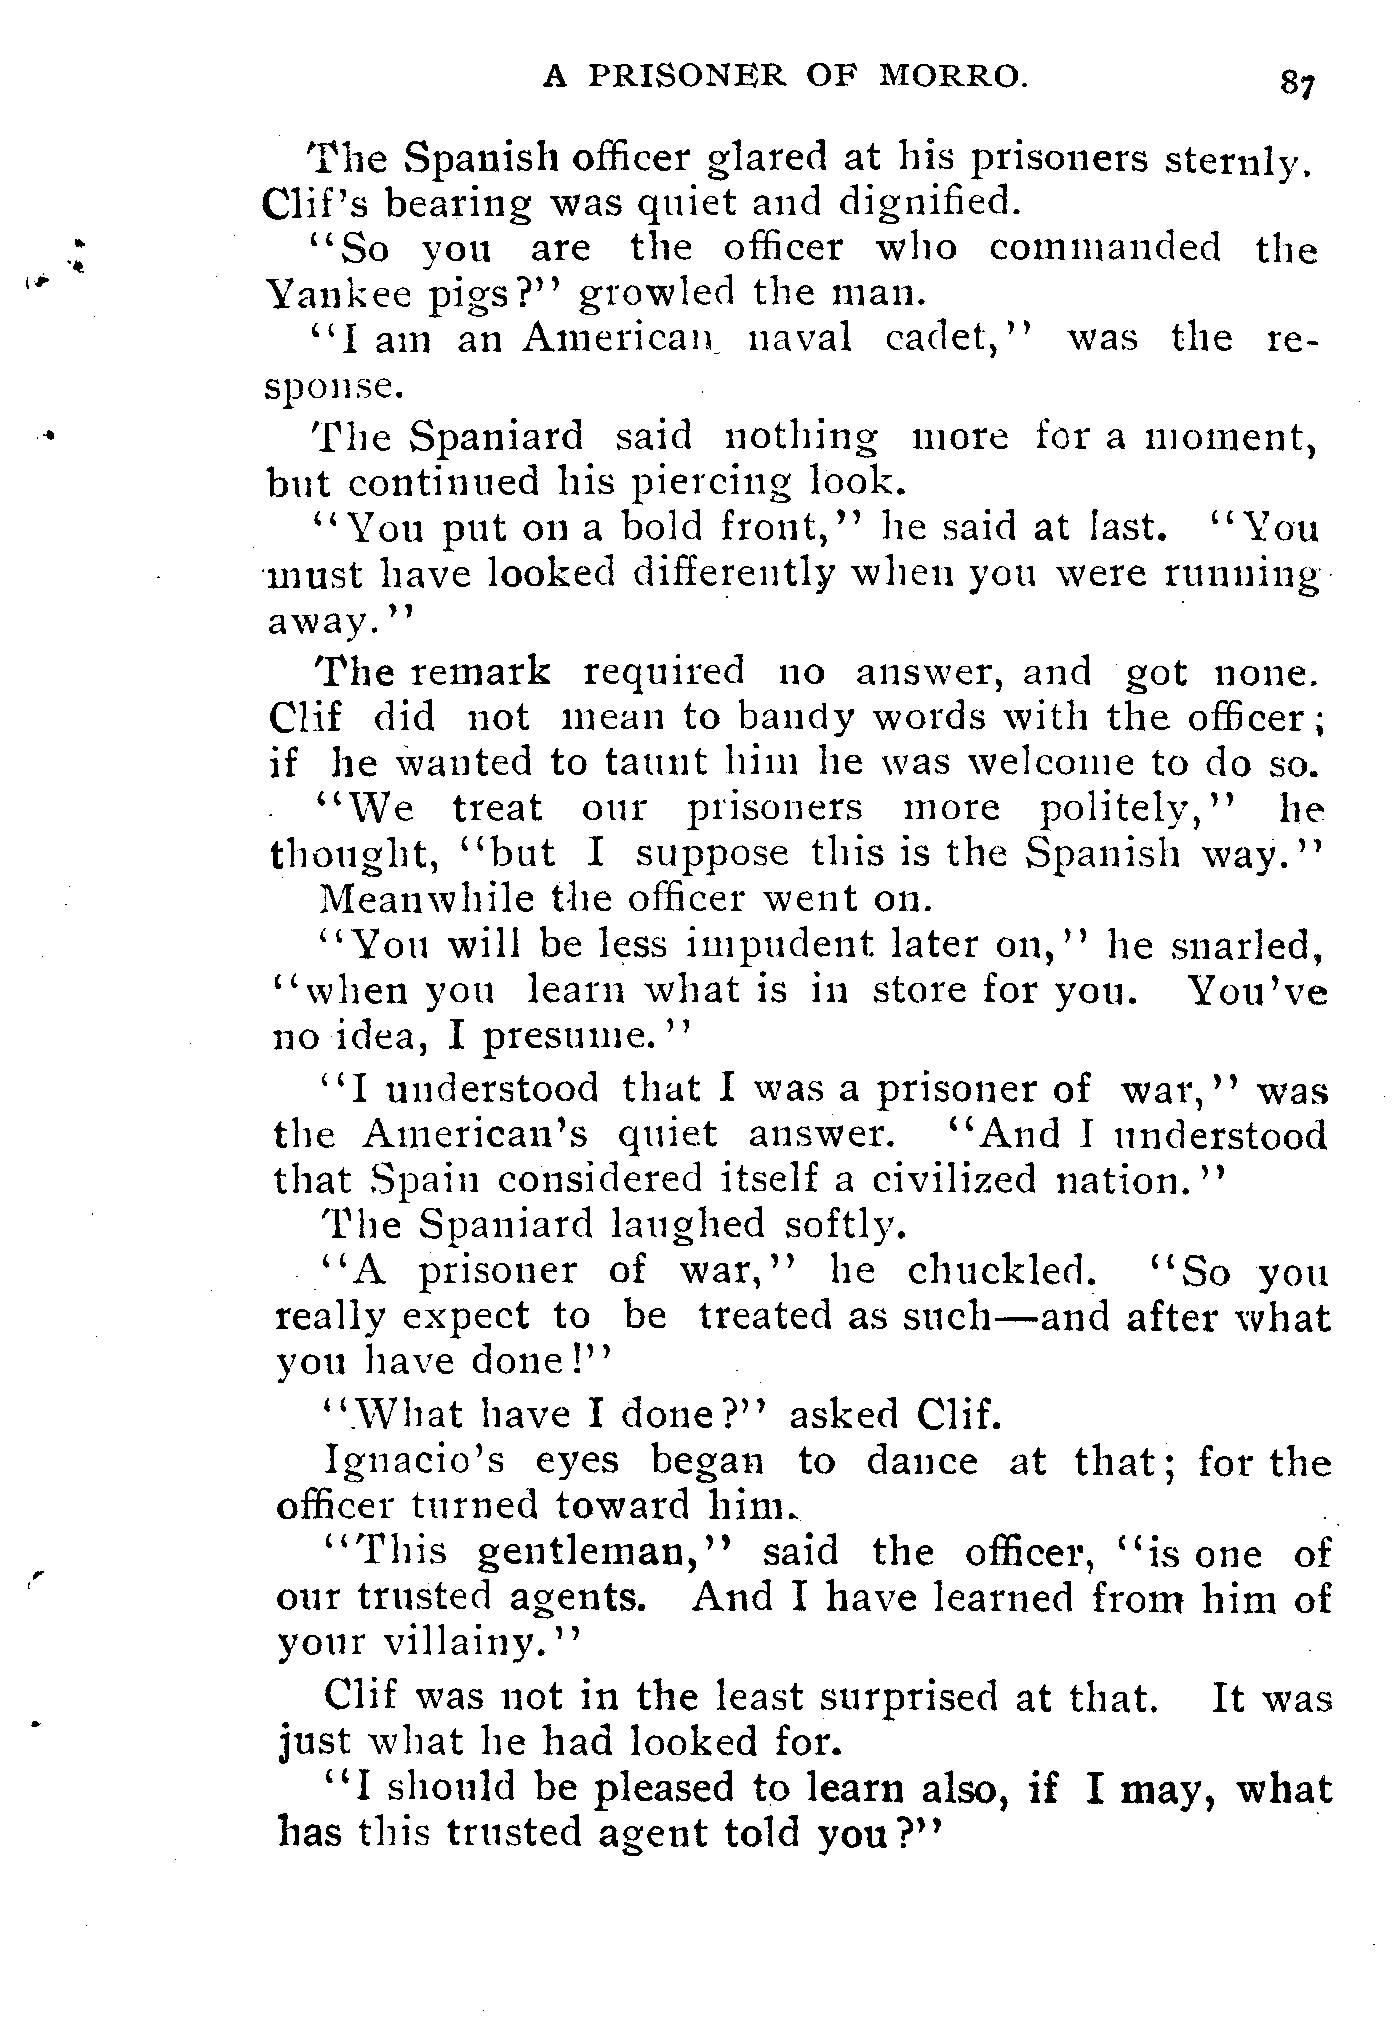 A PRISONER OF MORRO. 87
The Spanish officer glared at his prisoners sternly.
Clif's bearing was quiet and dignified.
"So you are the officer who commanded the
Yankee pigs?" growled the man.
"I am an American naval cadet," was the re-
sponse.
The Spaniard said nothing more for a moment,
but continued his piercing look.
"You put on a bold front," he said at last. "You
must have looked differently when you were running
away."
The remark required no answer, and got none.
Clif did not mean to bandy words with the officer;
if he wanted to taunt him he was welcome to do so.
"We treat our prisoners more politely," he
thought, "but I suppose this is the Spanish way."
Meanwhile the officer went on.
"You will be less impudent later on," he snarled,
"when you learn what is in store for you. You've
no idea, I presume."
"I understood that I was a prisoner of war," was
the American's quiet answer. "And I understood
that Spain considered itself a civilized nation."
The Spaniard laughed softly.
"A prisoner of war," he chuckled. "So you
really expect to be treated as such—and after what
you have done!"
"What have I done?" asked Clif.
Ignacio's eyes began to dance at that; for the
officer turned toward him.
"This gentleman," said the officer, "is one of
our trusted agents. And I have learned from him of
your villainy."
Clif was not in the least surprised at that. It was
just what he had looked for.
"I should be pleased to learn also, if I may, what
has this trusted agent told you?"